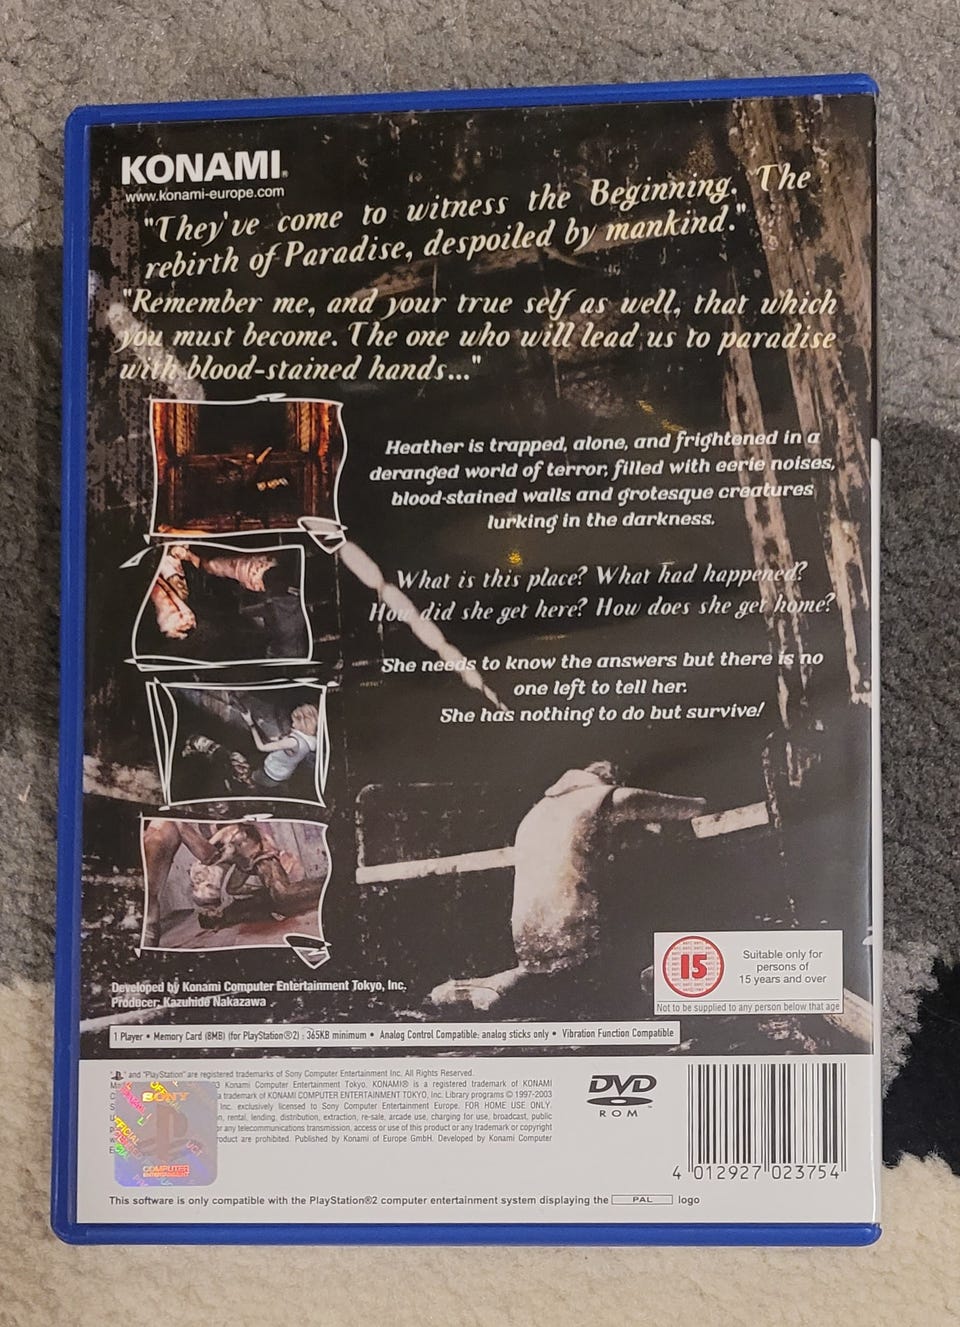 KONAMI®
www.konami-europe.com
"They've come to witness the Beginning. The
rebirth of Paradise, despoiled by mankind."
"Remember me, and your true self as well, that which
you must become. The one who will lead us to paradise
with blood-stained hands..."
Heather is trapped, alone, and frightened in a
deranged world of terror, filled with eerie noises,
blood-stained walls and grotesque creatures
lurking in the darkness.
What is this place? What had happened?
How did she get here? How does she get home?
She needs to know the answers but there is no
one left to tell her.
She has nothing to do but survive!
15
Suitable only for
persons of
15 years and over
Not to be supplied to any person below that age
Developed by Konami Computer Entertainment Tokyo, Inc.
Producer: Kazuhide Nakazawa
1 Player • Memory Card (8MB) (for PlayStation®2) : 365KB minimum • Analog Control Compatible: analog sticks only • Vibration Function Compatible
" " and "PlayStation" are registered trademarks of Sony Computer Entertainment Inc. All Rights Reserved.
Konami Computer Entertainment Tokyo. KONAMI® is a registered trademark of KONAMI
a trademark of KONAMI COMPUTER ENTERTAINMENT TOKYO, Inc. Library programs © 1997-2003
Inc. exclusively licensed to Sony Computer Entertainment Europe. FOR HOME USE ONLY.
rental, lending, distribution, extraction, re-sale, arcade use, charging for use, broadcast, public
or any telecommunications transmission, access or use of this product or any trademark or copyright
product are prohibited. Published by Konami of Europe GmbH. Developed by Konami Computer
SONY
COMPUTER
ENTERTAINMENT
DVD
ROM
4 012927 023754
This software is only compatible with the PlayStation®2 computer entertainment system displaying the PAL logo